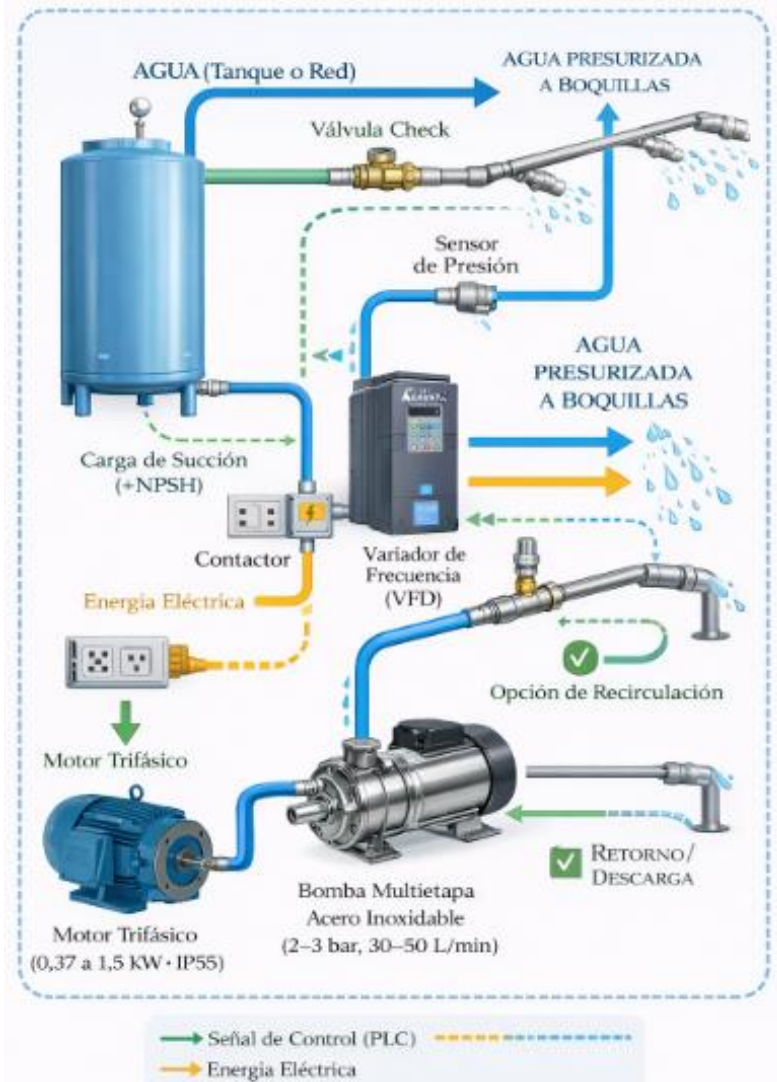 AGUA (Tanque o Red)
AGUA PRESURIZADA
A BOQUILLAS
Válvula Check
Sensor
de Presión
AGUA
PRESURIZADA
A BOQUILLAS
Carga de Succión
(+NPSH)
Contactor
Variador de
Frecuencia
(VFD)
Energia Eléctrica
Opción de Recirculación
Motor Trifásico
RETORNO/
DESCARGA
Bomba Multietapa
Acero Inoxidable
(2–3 bar, 30–50 L/min)
Motor Trifásico
(0,37 a 1,5 KW · IP55)
Señal de Control (PLC)
Energia Eléctrica